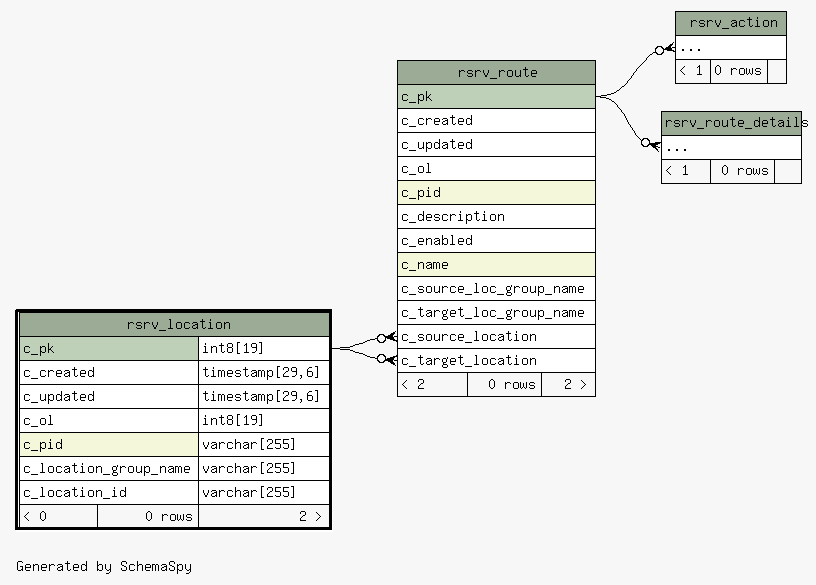 rsrv_action
...
< 1 0 rows
rsrv_route_details
...
< 1 0 rows
rsrv_route
c_pk
c_created
c_updated
c_ol
c_pid
c_description
c_enabled
c_name
c_source_loc_group_name
c_target_loc_group_name
c_source_location
c_target_location
< 2 0 rows 2 >
rsrv_location
c_pk int8[19]
c_created timestamp[29,6]
c_updated timestamp[29,6]
c_ol int8[19]
c_pid varchar[255]
c_location_group_name varchar[255]
c_location_id varchar[255]
< 0 0 rows 2 >
Generated by SchemaSpy